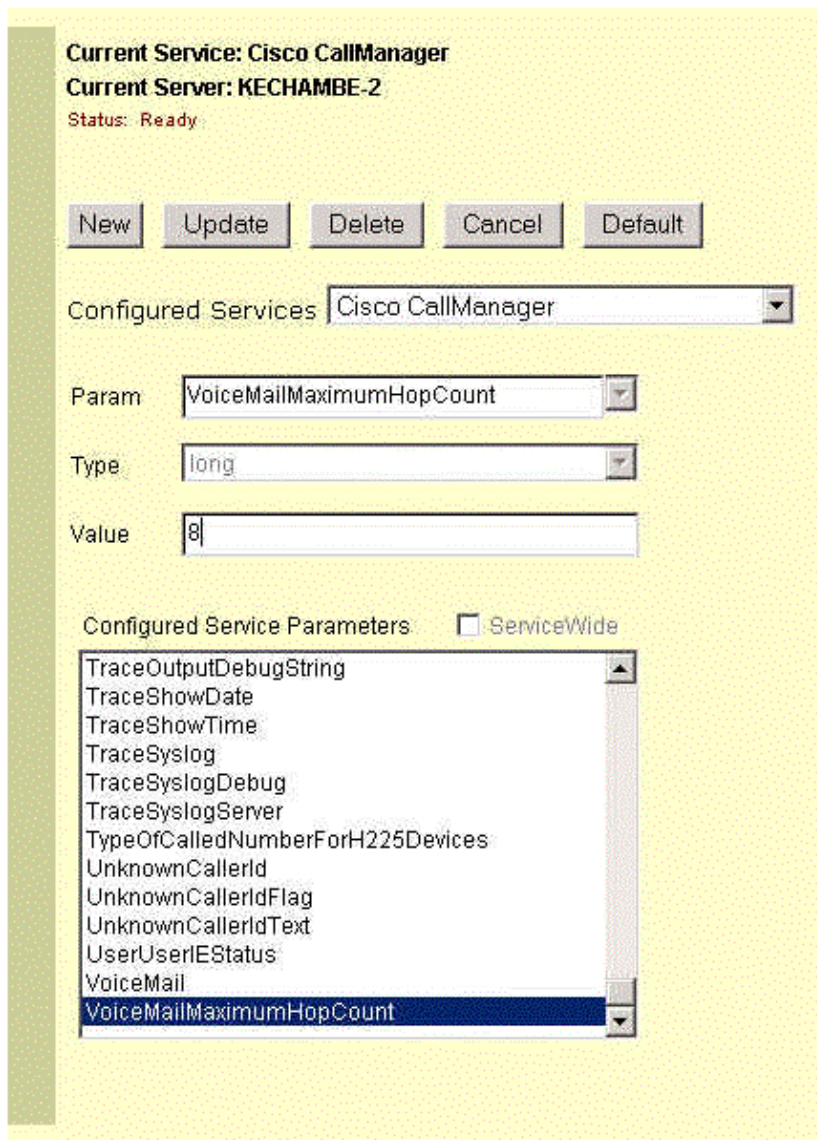 Current Service: Cisco CallManager
Current Server: KECHAMBE-2
Status: Ready
New Update Delete Cancel Default
Configured Services Cisco CallManager
Param VoiceMailMaximumHopCount
Type long
Value 8
Configured Service Parameters ServiceWide
TraceOutputDebugString
TraceShowDate
TraceShowTime
TraceSyslog
TraceSyslogDebug
TraceSyslogServer
TypeOfCalledNumberForH225Devices
UnknownCallerId
UnknownCallerIdFlag
UnknownCallerIdText
UserUserIEStatus
VoiceMail
VoiceMailMaximumHopCount